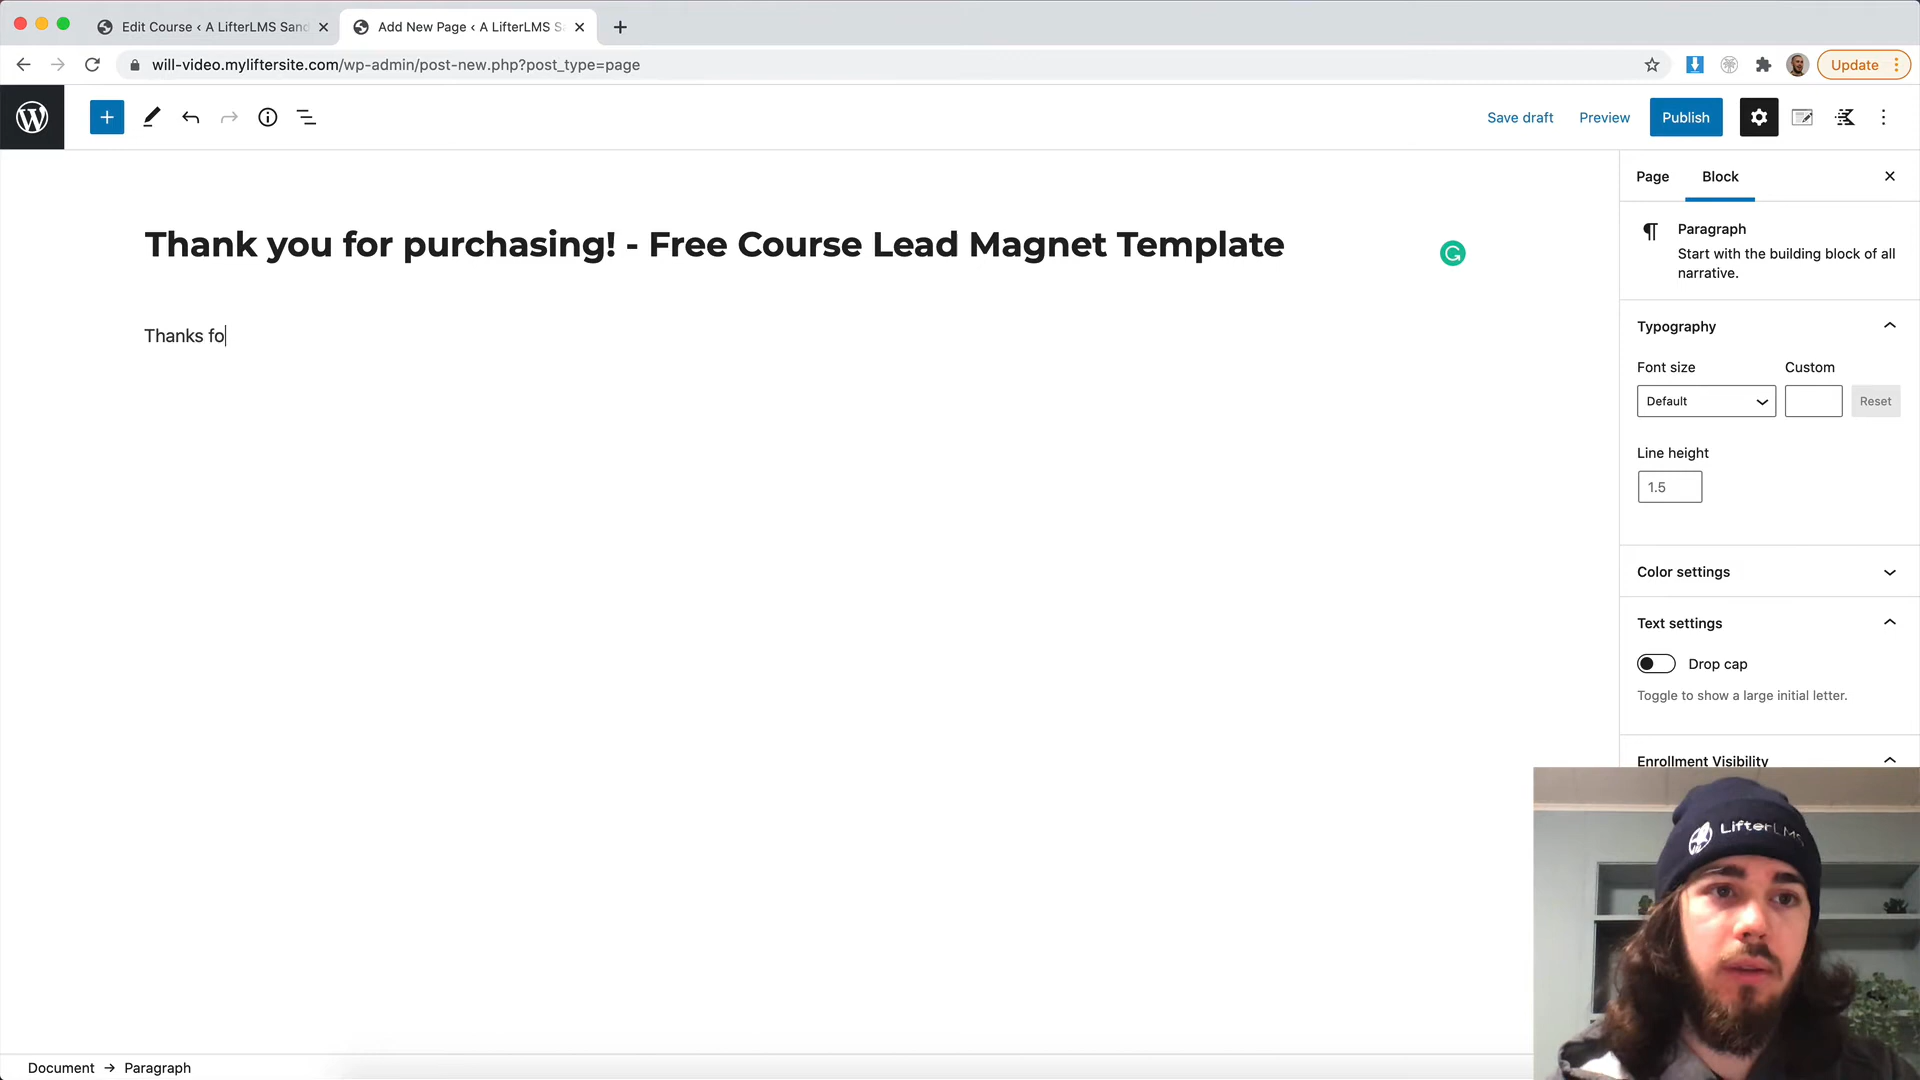 Edit Course ‹ A LifterLMS Sand
Add New Page ‹ A LifterLMS S
will-video.myliftersite.com/wp-admin/post-new.php?post_type=page
Update
Save draft
Preview
Publish
Page
Block
Thank you for purchasing! - Free Course Lead Magnet Template
Paragraph
Start with the building block of all
narrative.
Thanks fo
Typography
Font size
Custom
Default
Reset
Line height
1.5
Color settings
Text settings
Drop cap
Toggle to show a large initial letter.
Enrollment Visibility
LifterLMS
Document → Paragraph